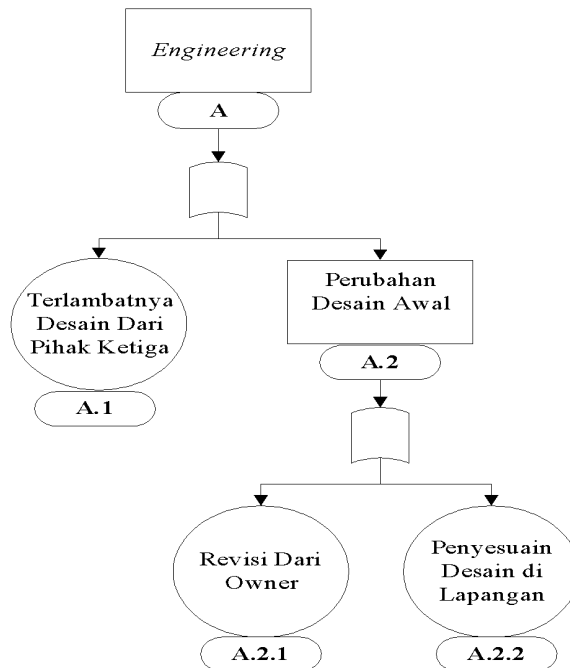 Engineering
A
Terlambatnya
Desain Dari
Pihak Ketiga
A.1
Perubahan
Desain Awal
A.2
Revisi Dari
Owner
A.2.1
Penyesuain
Desain di
Lapangan
A.2.2